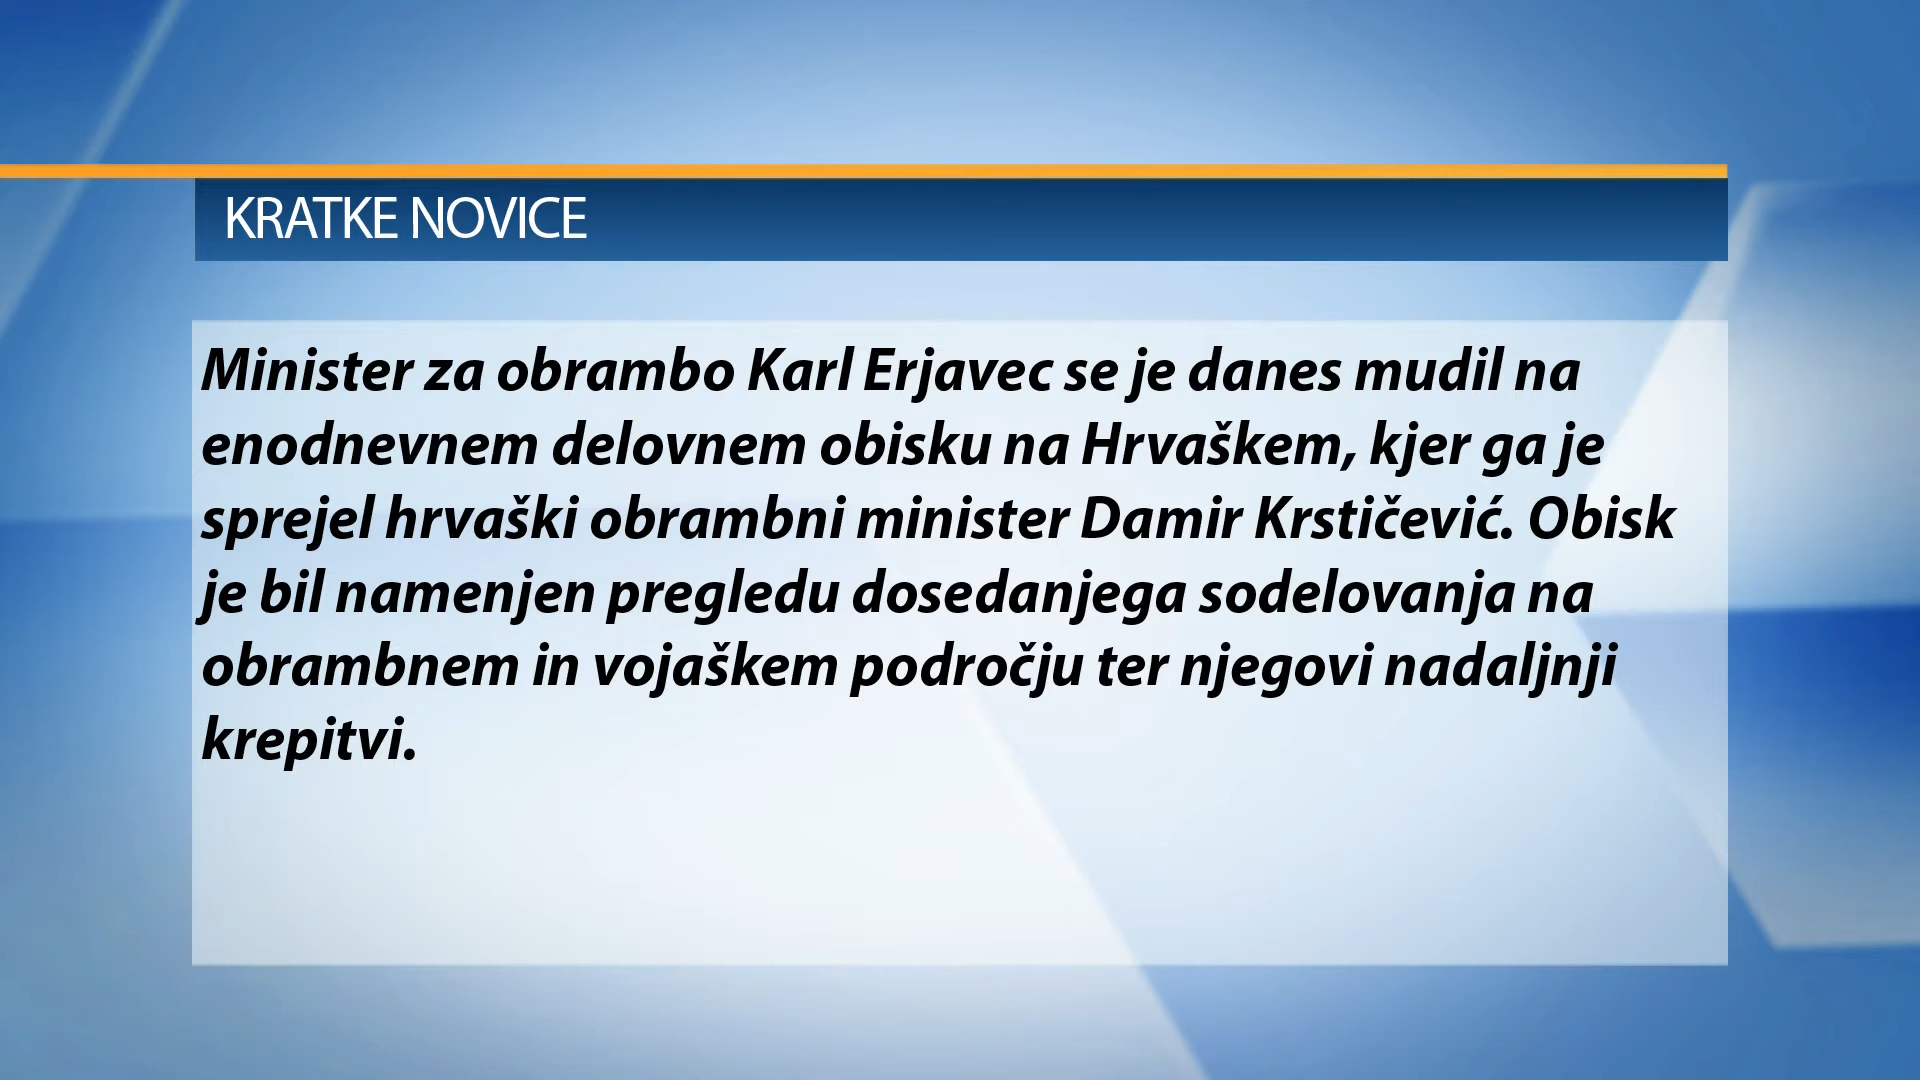 KRATKE NOVICE
Minister za obrambo Karl Erjavec se je danes mudil na
enodnevnem delovnem obisku na Hrvaškem, kjer ga je
sprejel hrvaški obrambni minister Damir Krstičević. Obisk
je bil namenjen pregledu dosedanjega sodelovanja na
obrambnem in vojaškem področju ter njegovi nadaljnji
krepitvi.